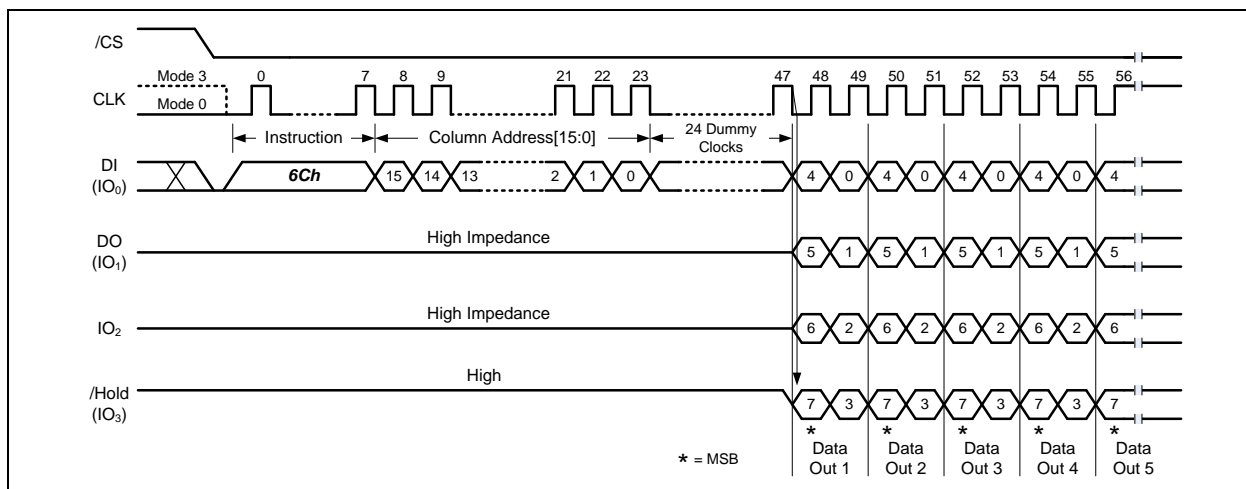 /CS
Mode 3 0 7 8 9 21 22 23 47 48 49 50 51 52 53 54 55 56
CLK
Mode 0
Instruction Column Address[15:0] 24 Dummy
Clocks
DI
(IO0) 6Ch 15 14 13 2 1 0 4 0 4 0 4 0 4 0 4
DO
(IO1) High Impedance 5 1 5 1 5 1 5 1 5
IO2 High Impedance 6 2 6 2 6 2 6 2 6
/Hold
(IO3) High 7 3 7 3 7 3 7 3 7
* * * * *
* = MSB
Data Data Data Data Data
Out 1 Out 2 Out 3 Out 4 Out 5